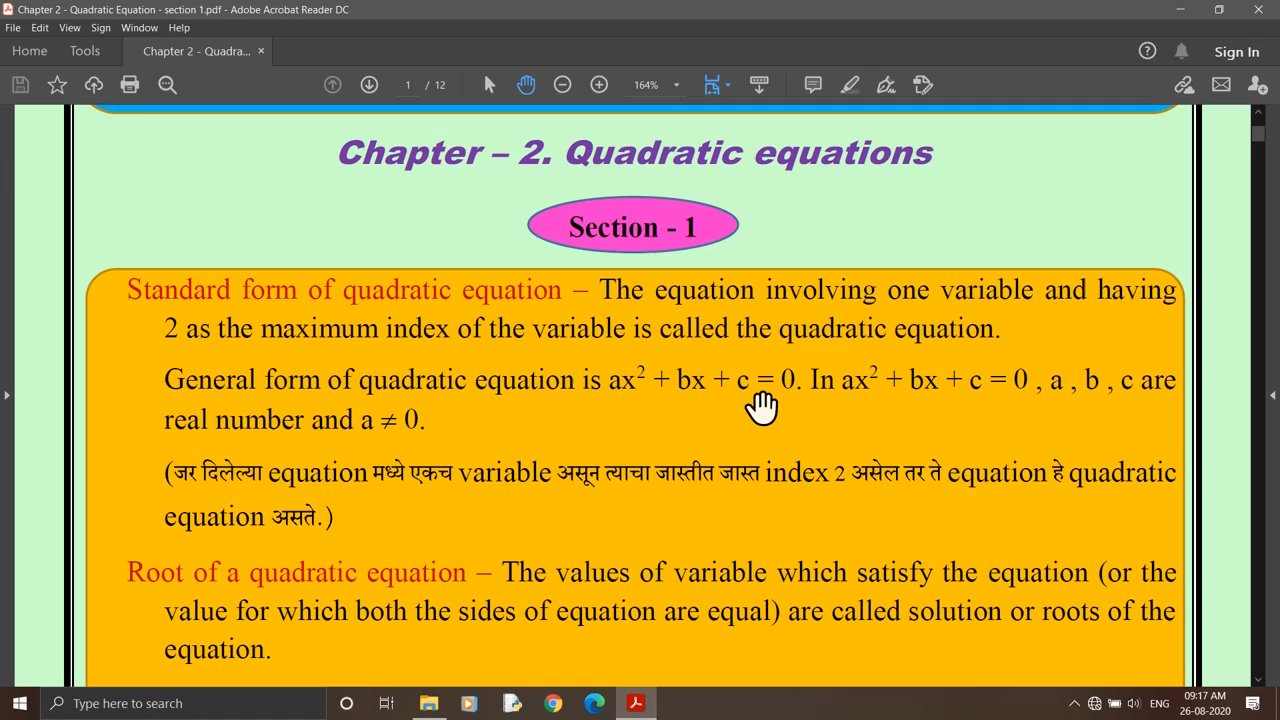 Chapter 2 - Quadratic Equation - section 1.pdf - Adobe Acrobat Reader DC
File Edit View Sign Window Help
Home Tools Chapter 2 - Quadra... × Sign In
1 / 12 164%
Chapter – 2. Quadratic equations
Section - 1
Standard form of quadratic equation – The equation involving one variable and having
2 as the maximum index of the variable is called the quadratic equation.
General form of quadratic equation is ax² + bx + c = 0. In ax² + bx + c = 0 , a , b , c are
real number and a ≠ 0.
(जर दिलेल्या equation मध्ये एकच variable असून त्याचा जास्तीत जास्त index 2 असेल तर ते equation हे quadratic
equation असते.)
Root of a quadratic equation – The values of variable which satisfy the equation (or the
value for which both the sides of equation are equal) are called solution or roots of the
equation.
Type here to search
ENG
09:17 AM
26-08-2020